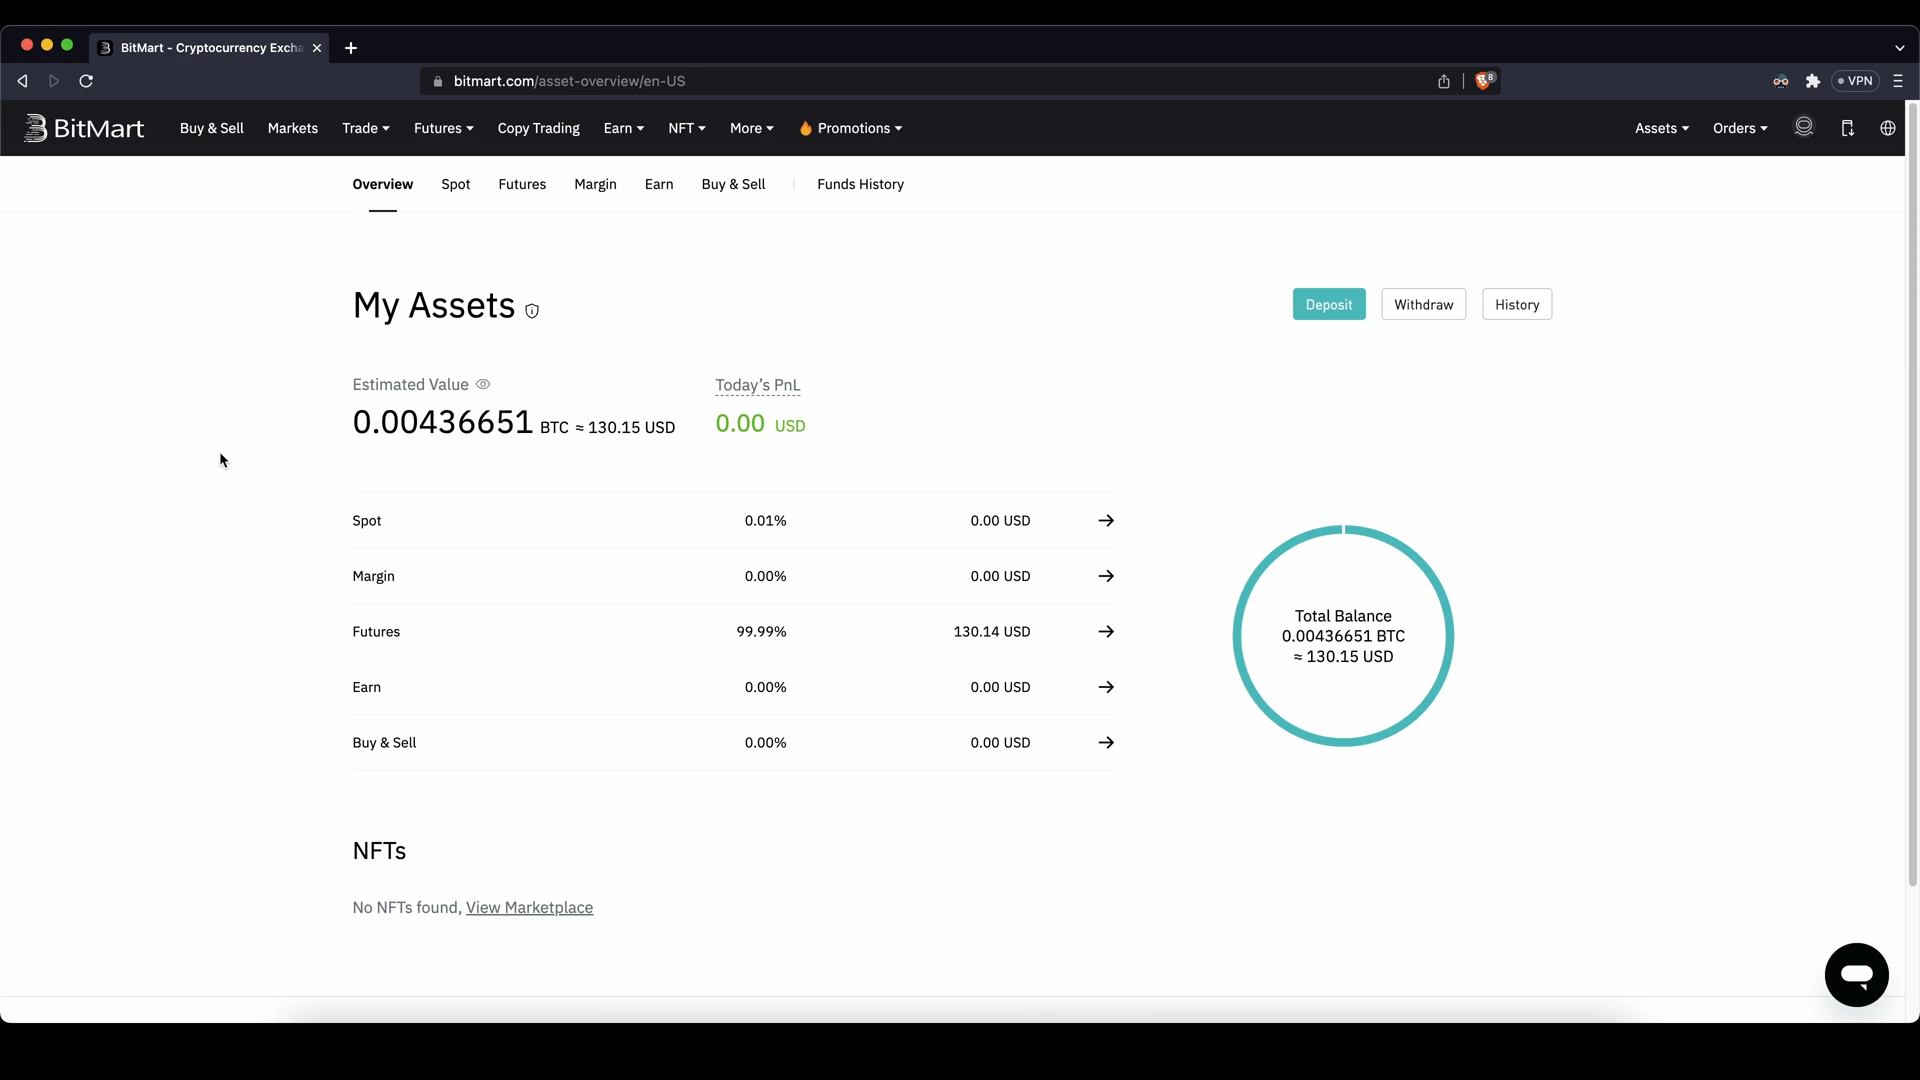 BitMart - Cryptocurrency Excha
bitmart.com/asset-overview/en-US
8
VPN
BitMart Buy & Sell Markets Trade Futures Copy Trading Earn NFT More Promotions Assets Orders
Overview Spot Futures Margin Earn Buy & Sell Funds History
My Assets
Deposit Withdraw History
Estimated Value Today's PnL
0.00436651 BTC ≈ 130.15 USD 0.00 USD
Spot 0.01% 0.00 USD
Margin 0.00% 0.00 USD
Futures 99.99% 130.14 USD
Earn 0.00% 0.00 USD
Buy & Sell 0.00% 0.00 USD
Total Balance
0.00436651 BTC
≈ 130.15 USD
NFTs
No NFTs found, View Marketplace